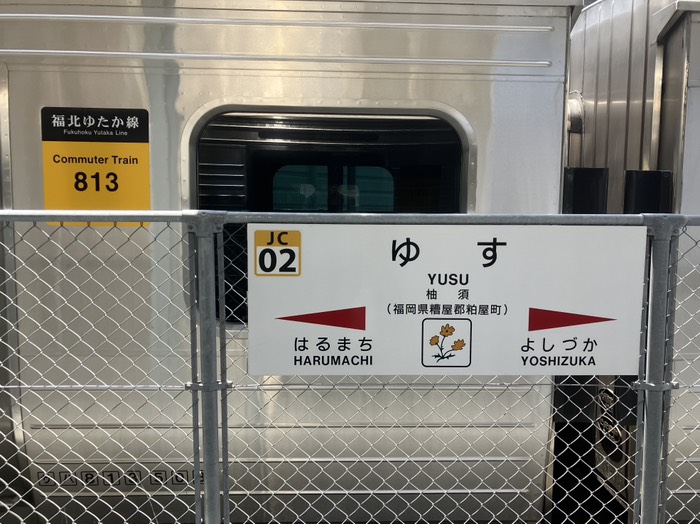 福北ゆたか線
Fukuhoku Yutaka Line
Commuter Train
813
JC
02
ゆす
YUSU
柚須
（福岡県糟屋郡粕屋町）
はるまち
HARUMACHI
よしづか
YOSHIZUKA